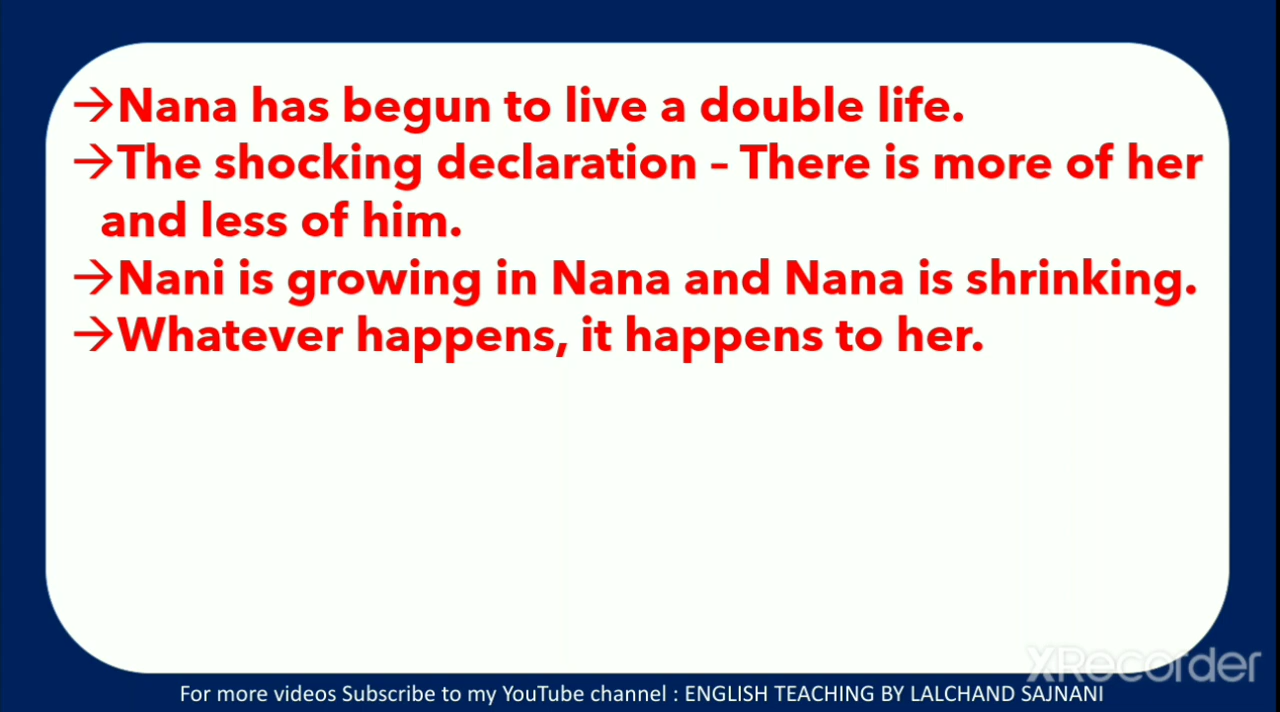 →Nana has begun to live a double life.
→The shocking declaration – There is more of her
and less of him.
→Nani is growing in Nana and Nana is shrinking.
→Whatever happens, it happens to her.
XRecorder
For more videos Subscribe to my YouTube channel : ENGLISH TEACHING BY LALCHAND SAJNANI